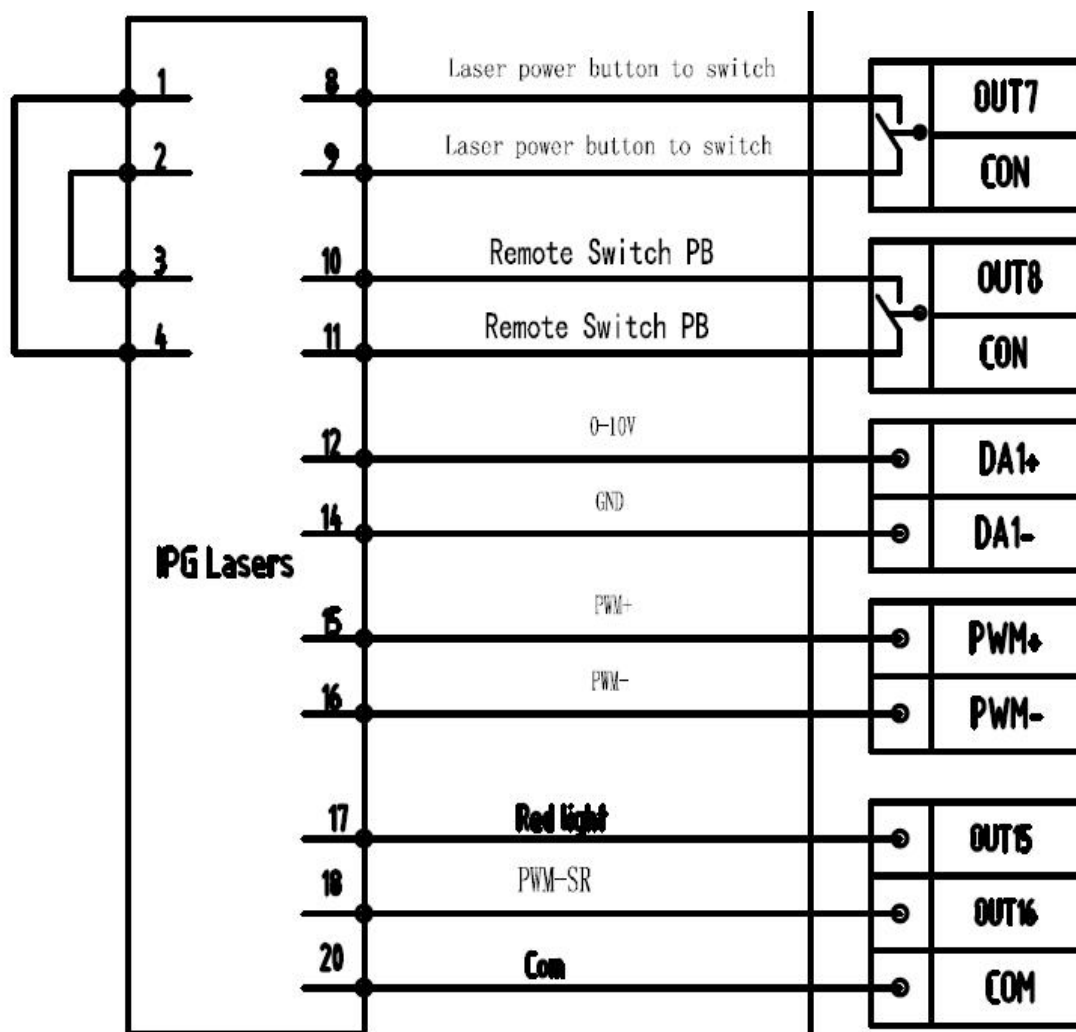 Laser power button to switch
1 8 OUT7
Laser power button to switch
2 9 CON
Remote Switch PB
3 10 OUT8
Remote Switch PB
4 11 CON
0-10V
12 DA1+
GND
14 DA1-
IPG Lasers
PWM+
15 PWM+
PWM-
16 PWM-
17 Red light OUT15
18 PWM-SR OUT16
20 Com COM